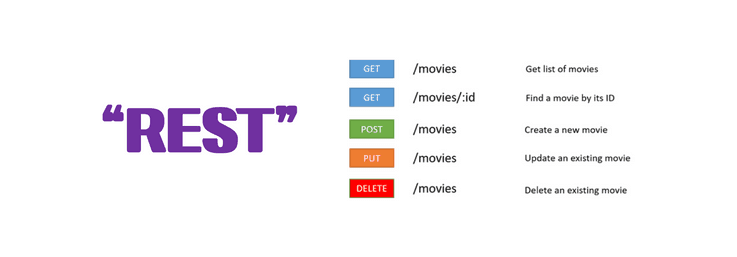 “REST”
GET /movies Get list of movies
GET /movies/:id Find a movie by its ID
POST /movies Create a new movie
PUT /movies Update an existing movie
DELETE /movies Delete an existing movie